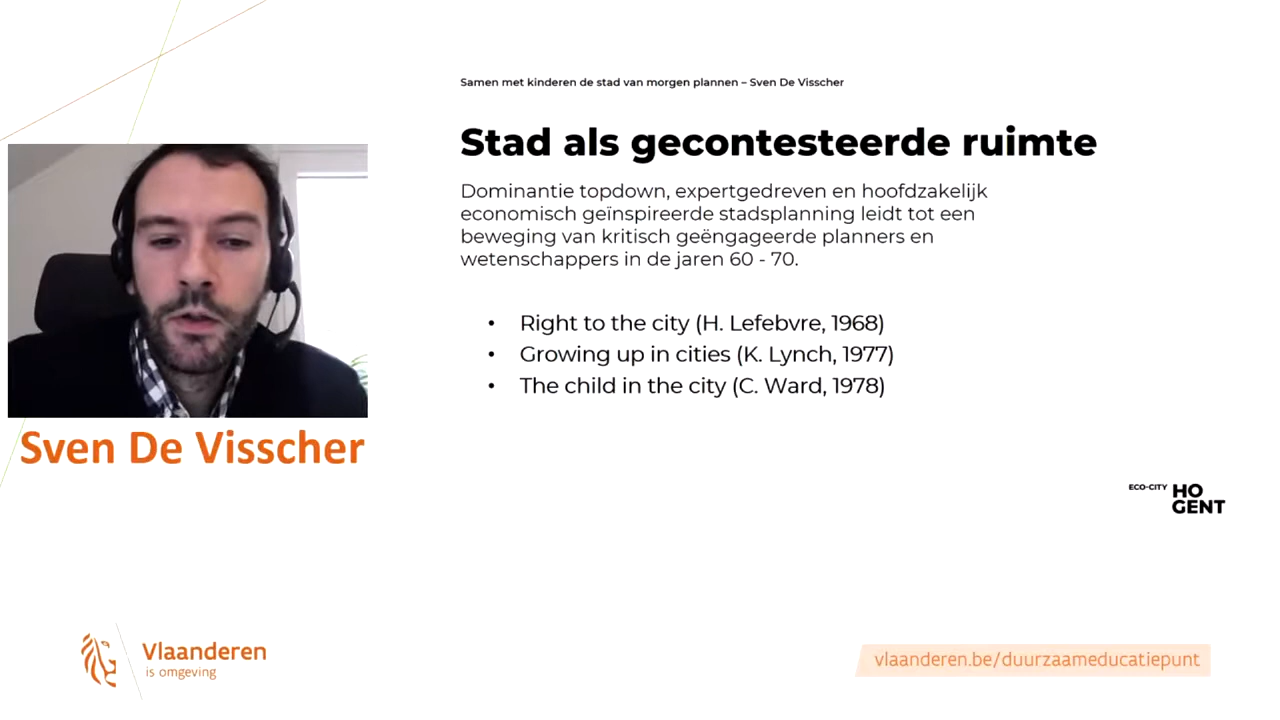 Samen met kinderen de stad van morgen plannen – Sven De Visscher
Stad als gecontesteerde ruimte
Dominantie topdown, expertgedreven en hoofdzakelijk
economisch geïnspireerde stadsplanning leidt tot een
beweging van kritisch geëngageerde planners en
wetenschappers in de jaren 60 - 70.
• Right to the city (H. Lefebvre, 1968)
• Growing up in cities (K. Lynch, 1977)
• The child in the city (C. Ward, 1978)
Sven De Visscher
ECO-CITY HO
GENT
Vlaanderen
is omgeving
vlaanderen.be/duurzaameducatiepunt